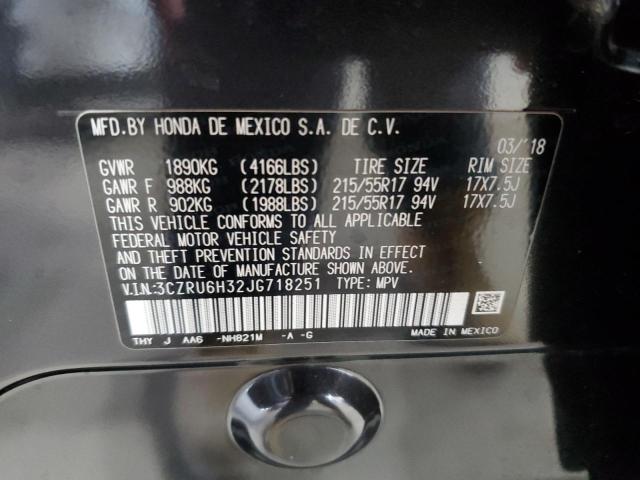 MFD.BY HONDA DE MEXICO S.A. DE C.V.
03/'18
GVWR 1890KG (4166LBS) TIRE SIZE RIM SIZE
GAWR F 988KG (2178LBS) 215/55R17 94V 17X7.5J
GAWR R 902KG (1988LBS) 215/55R17 94V 17X7.5J
THIS VEHICLE CONFORMS TO ALL APPLICABLE
FEDERAL MOTOR VEHICLE SAFETY
AND THEFT PREVENTION STANDARDS IN EFFECT
ON THE DATE OF MANUFACTURE SHOWN ABOVE.
V.I.N.:3CZRU6H32JG718251 TYPE: MPV
THY J AA6 -NH821M -A -G
MADE IN MEXICO